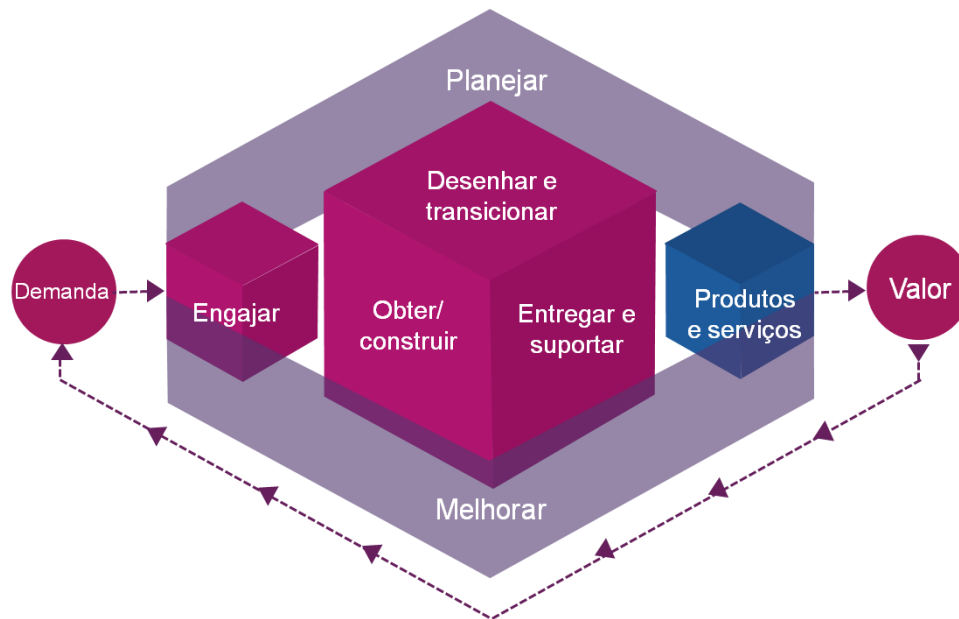 Planejar
Desenhar e
transicionar
Demanda
Engajar
Obter/
construir
Entregar e
suportar
Produtos
e serviços
Valor
Melhorar